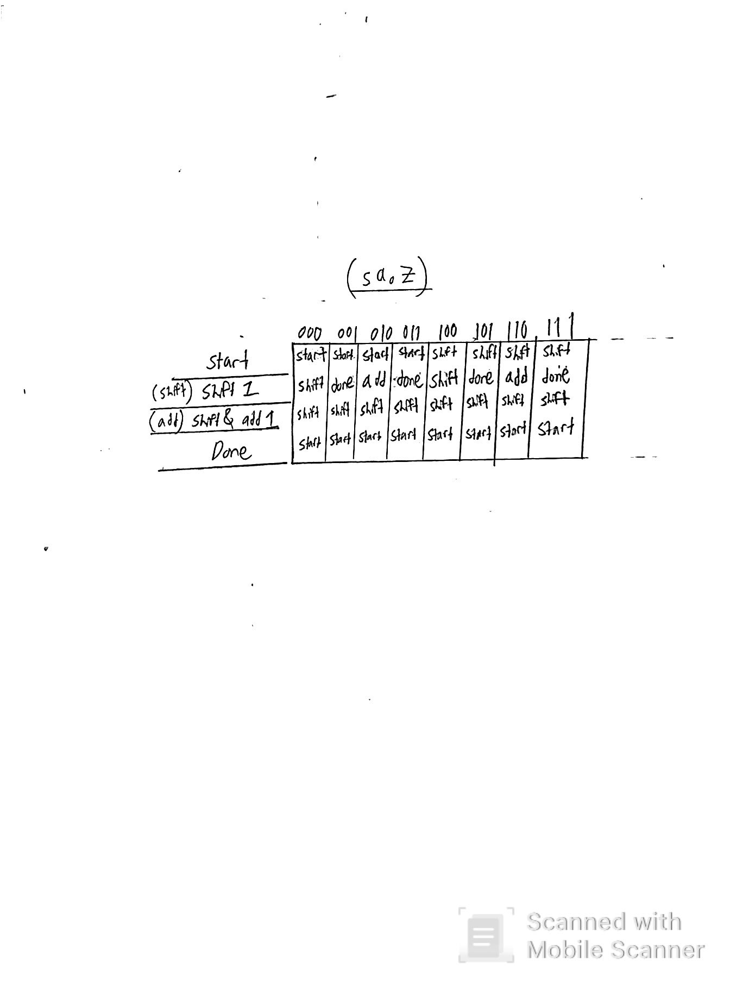 (s a₀ z)
000 001 010 011 100 101 110 111
Start start start start start shift shift shift shift
(shift) shift 1 shift done add done shift done add done
(add) shift & add 1 shift shift shift shift shift shift shift shift
Done start start start start start start start start
Scanned with
Mobile Scanner